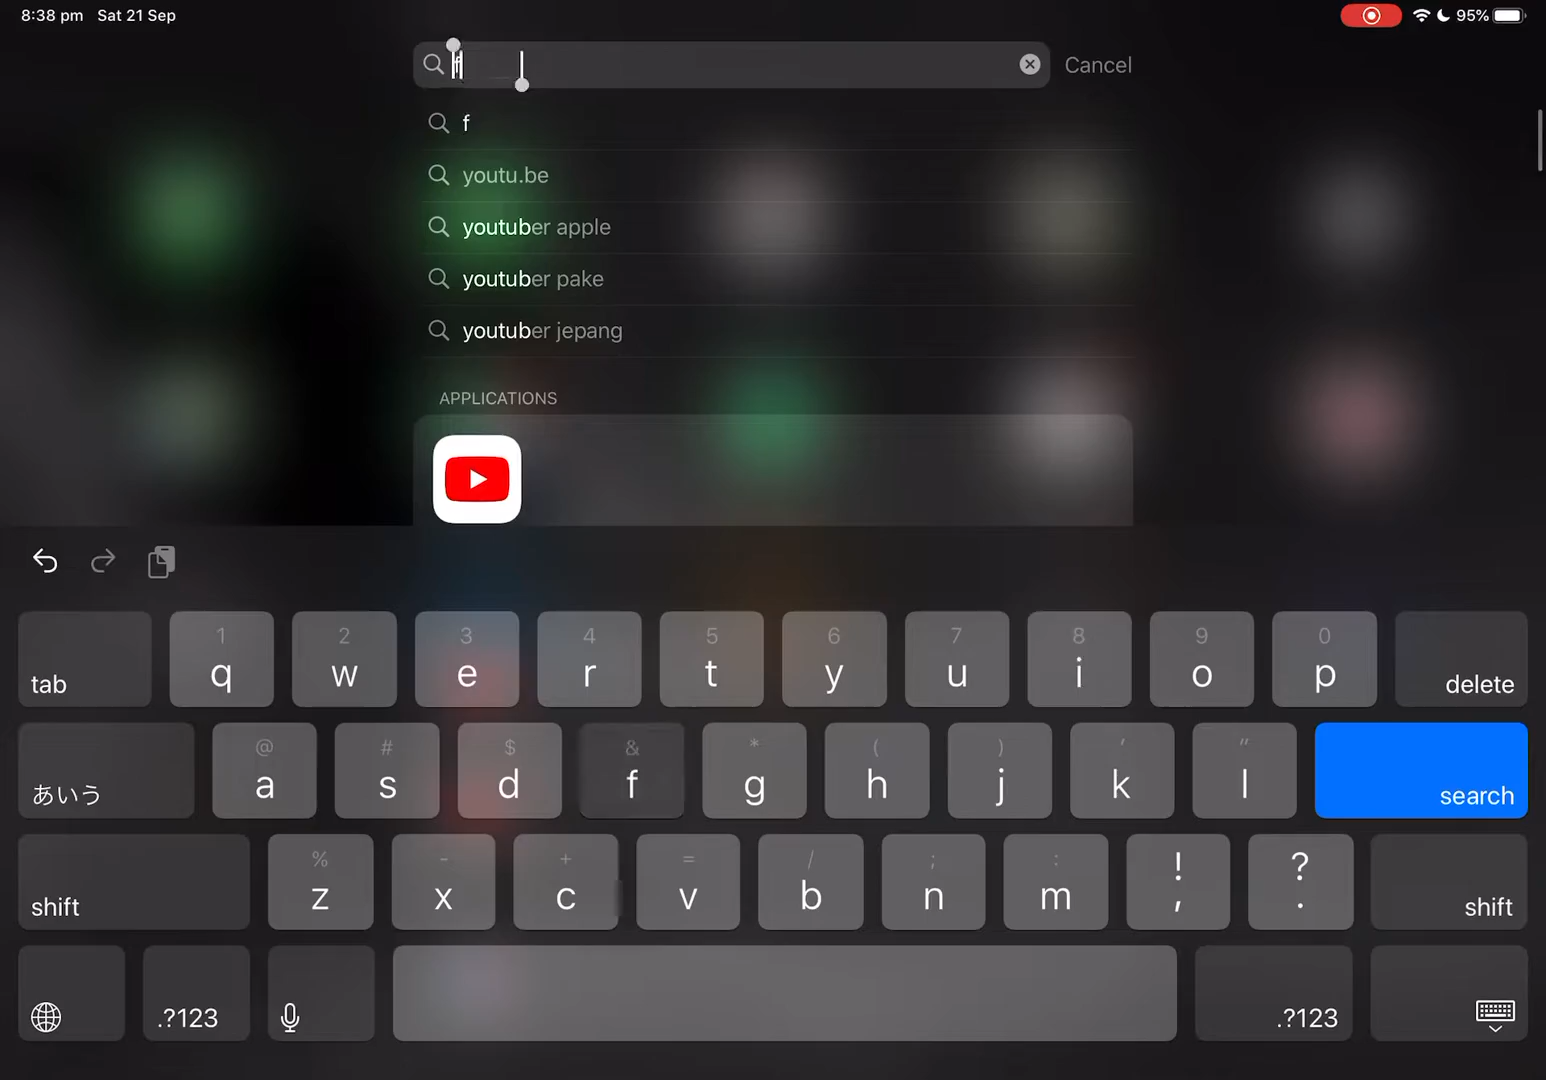 8:38 pm Sat 21 Sep 95%
f Cancel
f
youtu.be
youtuber apple
youtuber pake
youtuber jepang
APPLICATIONS
1 2 3 4 5 6 7 8 9 0
tab q w e r t y u i o p delete
@ # $ & * ( ) ' "
あいう a s d f g h j k l search
% - + = / ; : ! ?
shift z x c v b n m , . shift
.?123 .?123